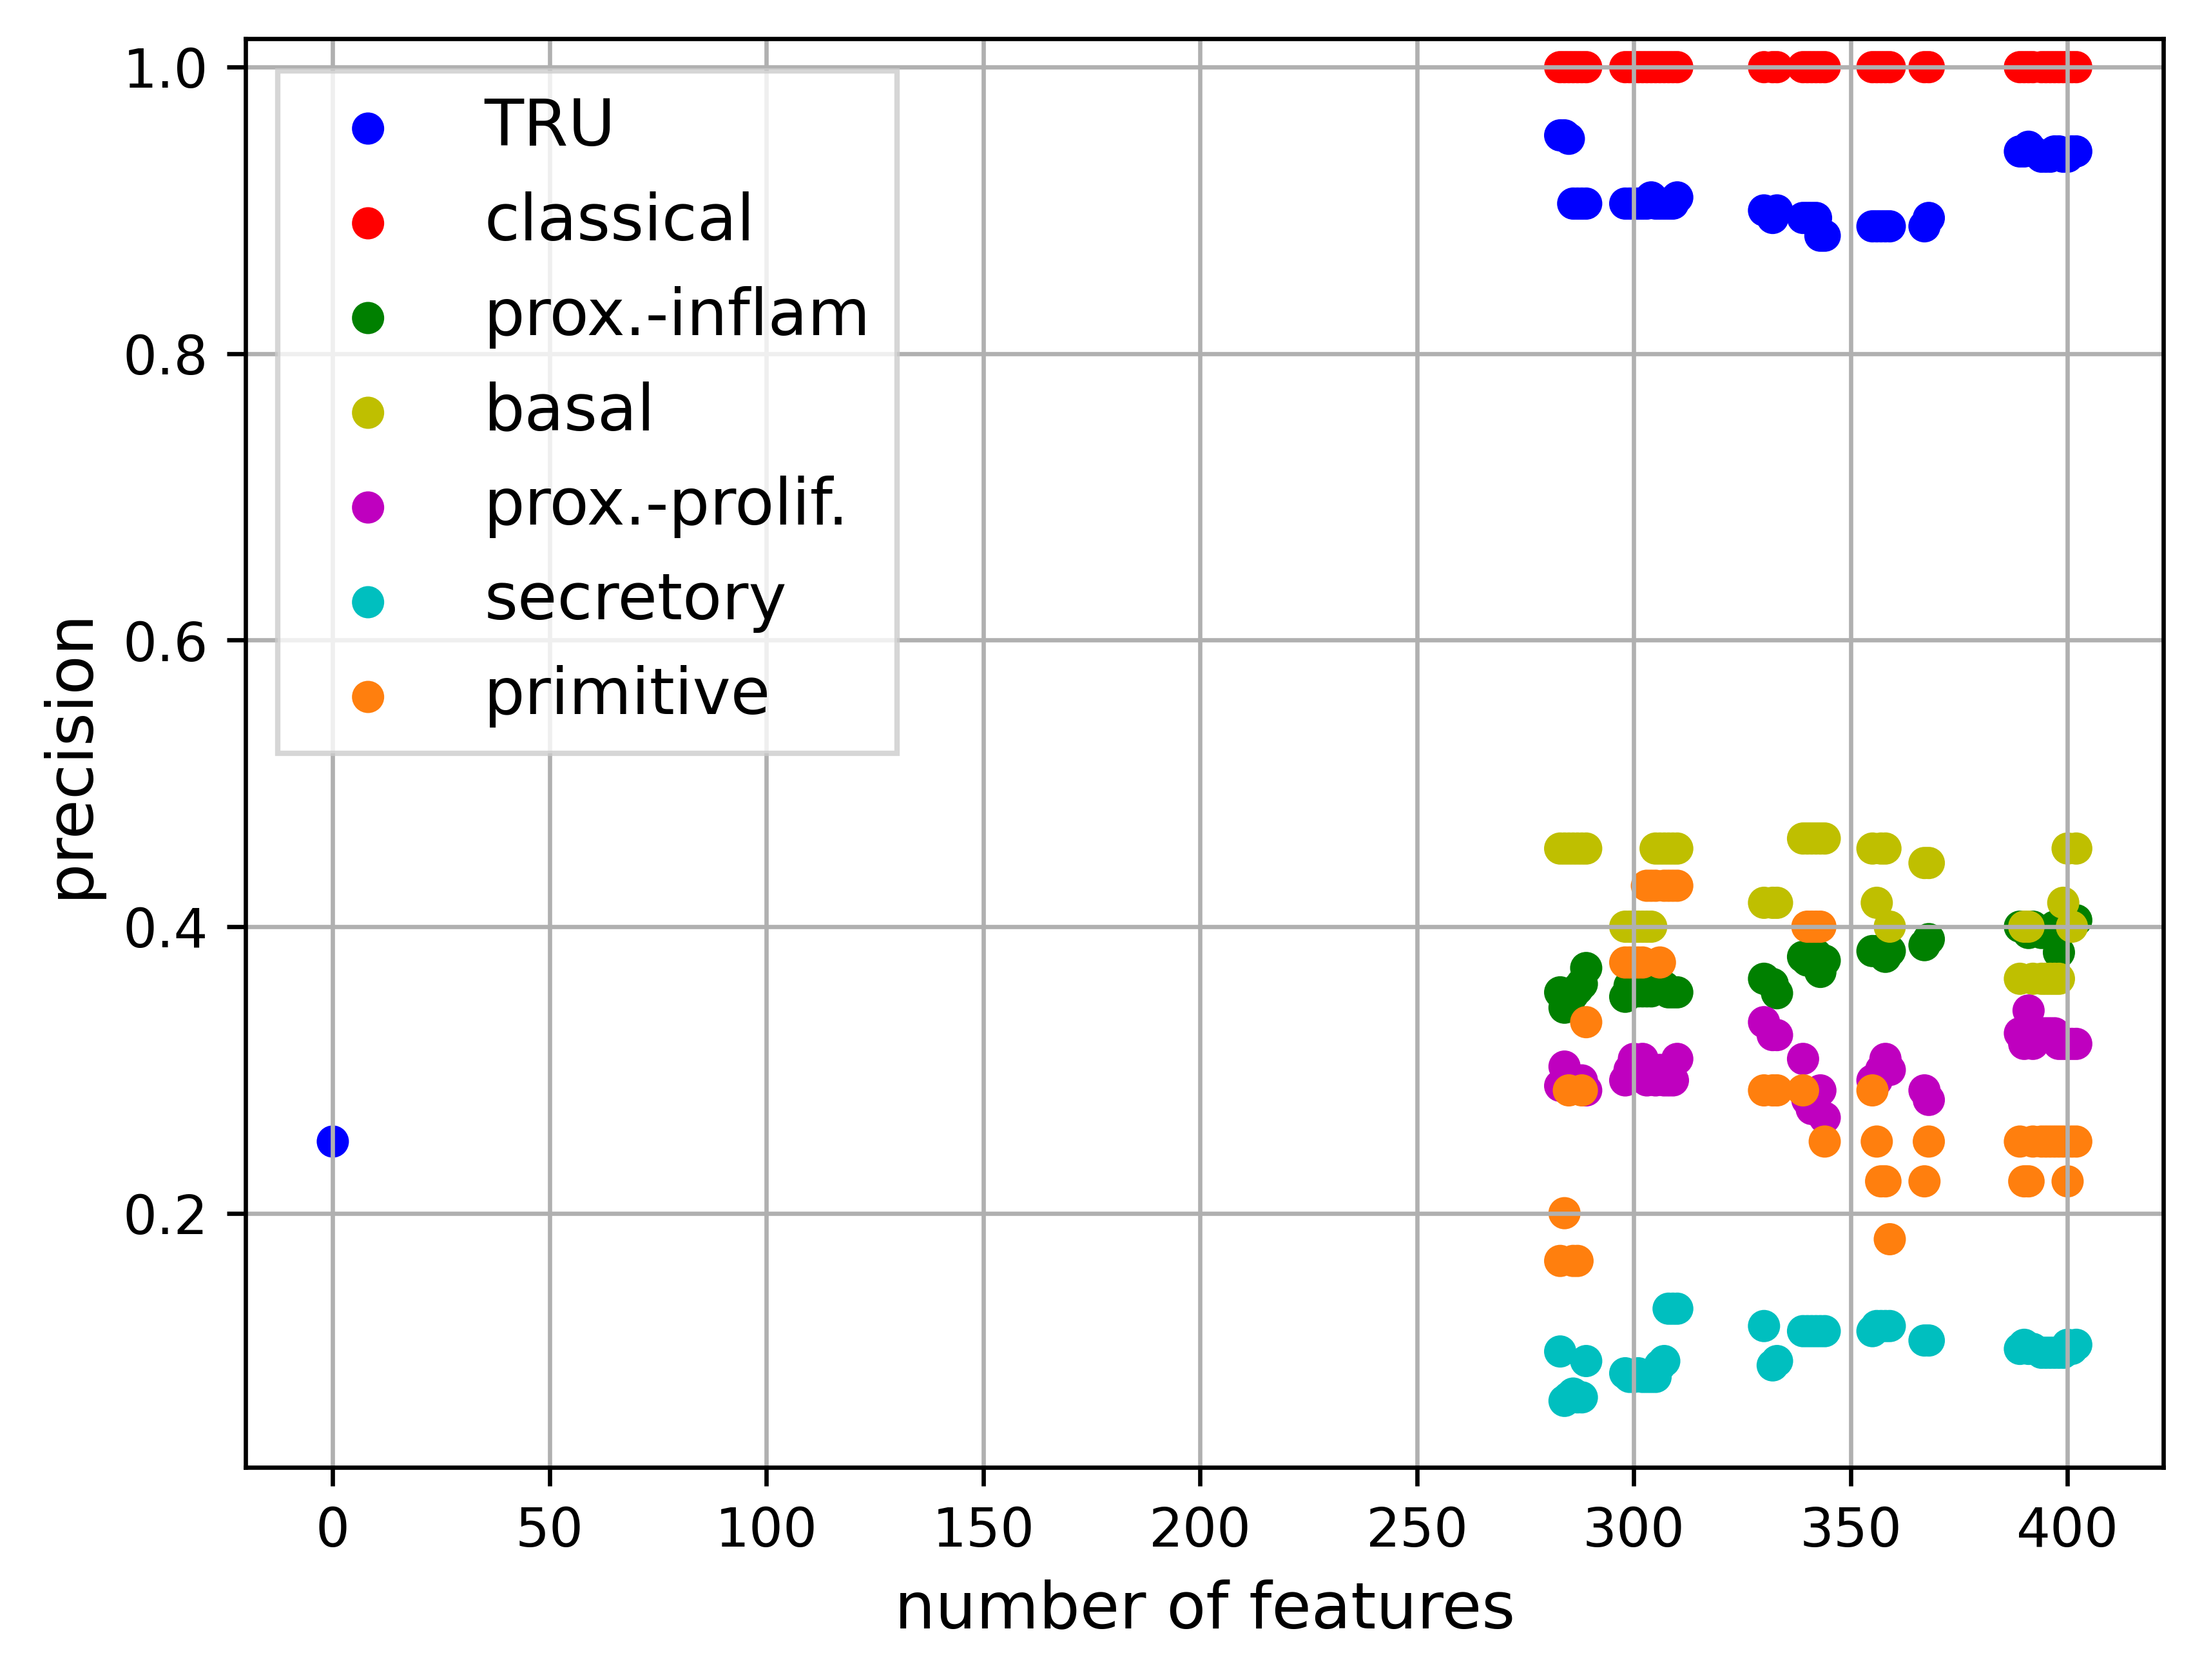 1.0
0.8
0.6
0.4
0.2
precision
TRU
classical
prox.-inflam
basal
prox.-prolif.
secretory
primitive
0 50 100 150 200 250 300 350 400
number of features